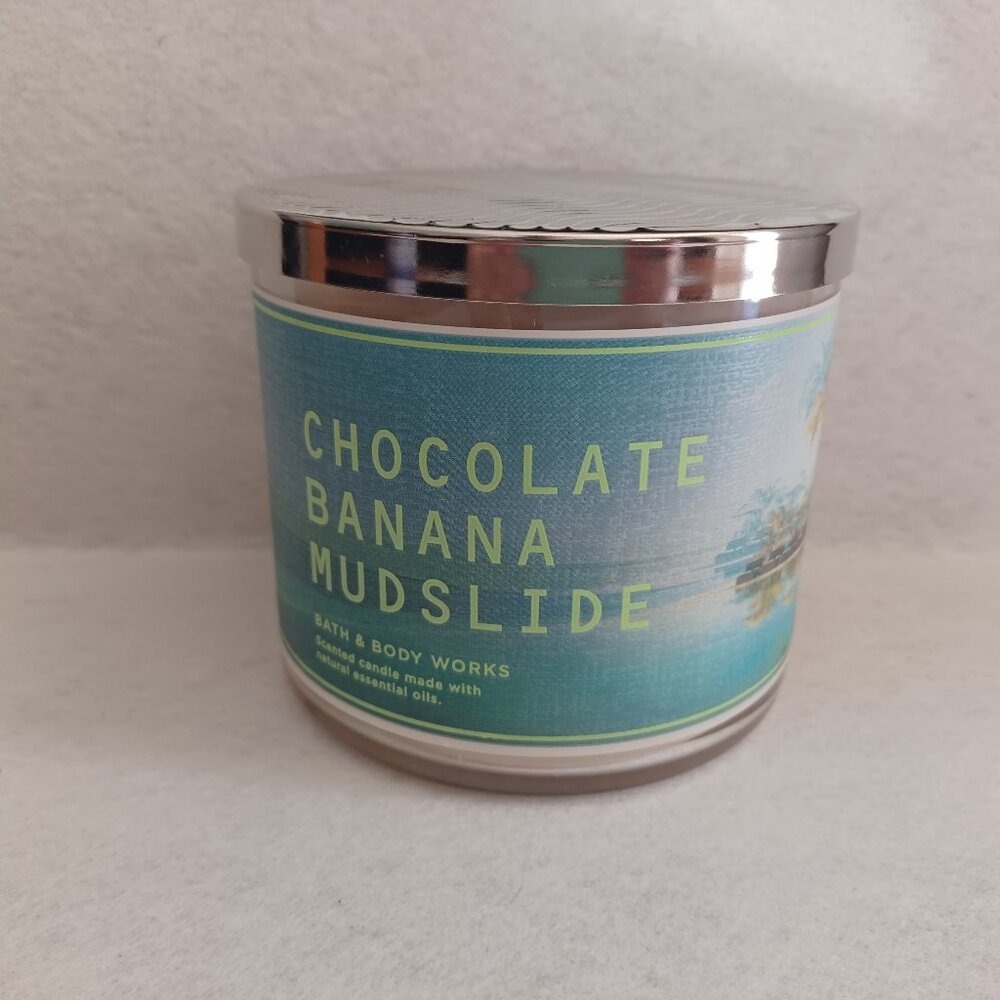 CHOCOLATE
BANANA
MUDSLIDE
BATH & BODY WORKS
Scented candle made with
natural essential oils.